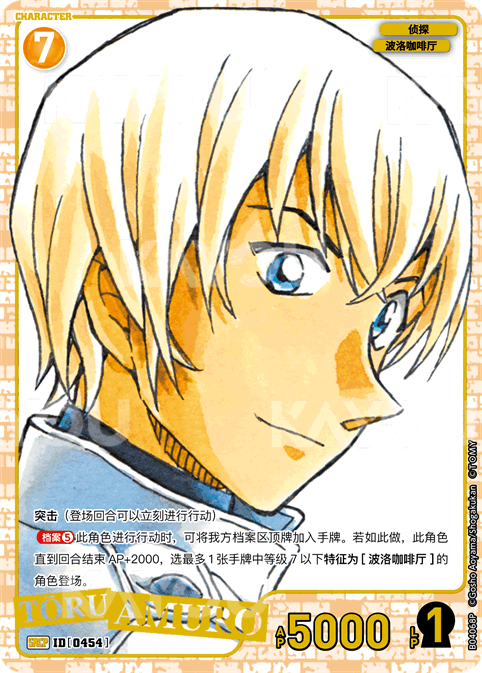 CHARACTER
7
侦探
波洛咖啡厅
突击（登场回合可以立刻进行行动）
档案5 此角色进行行动时，可将我方档案区顶牌加入手牌。若如此做，此角色
直到回合结束 AP+2000，选最多1张手牌中等级7以下特征为[波洛咖啡厅]的
角色登场。
TORU AMURO
ID[0454]
AP 5000
LP 1
B04068P ©Gosho Aoyama/Shogakukan ©TOMY